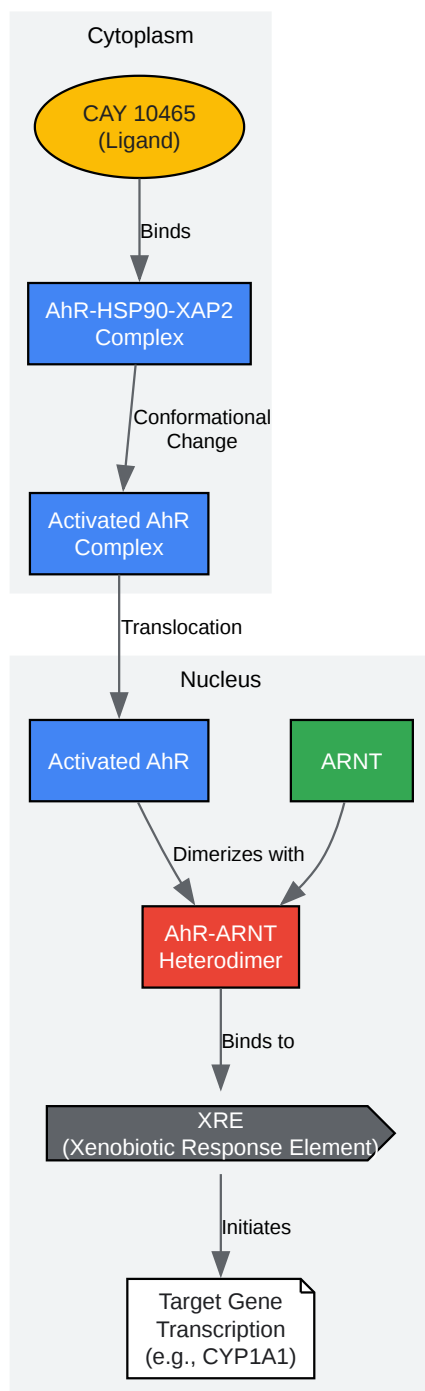 Cytoplasm
CAY 10465
(Ligand)
Binds
AhR-HSP90-XAP2
Complex
Conformational
Change
Activated AhR
Complex
Translocation
Nucleus
Activated AhR
ARNT
Dimerizes with
AhR-ARNT
Heterodimer
Binds to
XRE
(Xenobiotic Response Element)
Initiates
Target Gene
Transcription
(e.g., CYP1A1)